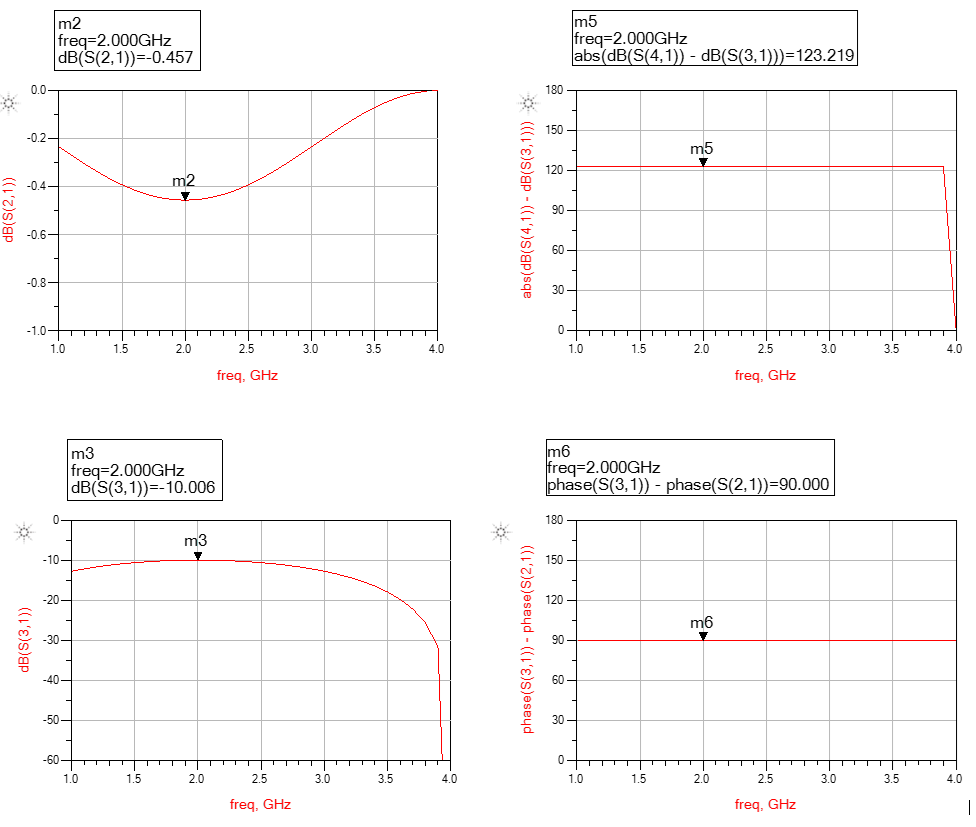 m2
freq=2.000GHz
dB(S(2,1))=-0.457
0.0
-0.2
-0.4
-0.6
-0.8
-1.0
dB(S(2,1))
m2
1.0 1.5 2.0 2.5 3.0 3.5 4.0
freq, GHz
m5
freq=2.000GHz
abs(dB(S(4,1)) - dB(S(3,1)))=123.219
180
150
120
90
60
30
0
abs(dB(S(4,1)) - dB(S(3,1)))
m5
1.0 1.5 2.0 2.5 3.0 3.5 4.0
freq, GHz
m3
freq=2.000GHz
dB(S(3,1))=-10.006
0
-10
-20
-30
-40
-50
-60
dB(S(3,1))
m3
1.0 1.5 2.0 2.5 3.0 3.5 4.0
freq, GHz
m6
freq=2.000GHz
phase(S(3,1)) - phase(S(2,1))=90.000
180
150
120
90
60
30
0
phase(S(3,1)) - phase(S(2,1))
m6
1.0 1.5 2.0 2.5 3.0 3.5 4.0
freq, GHz